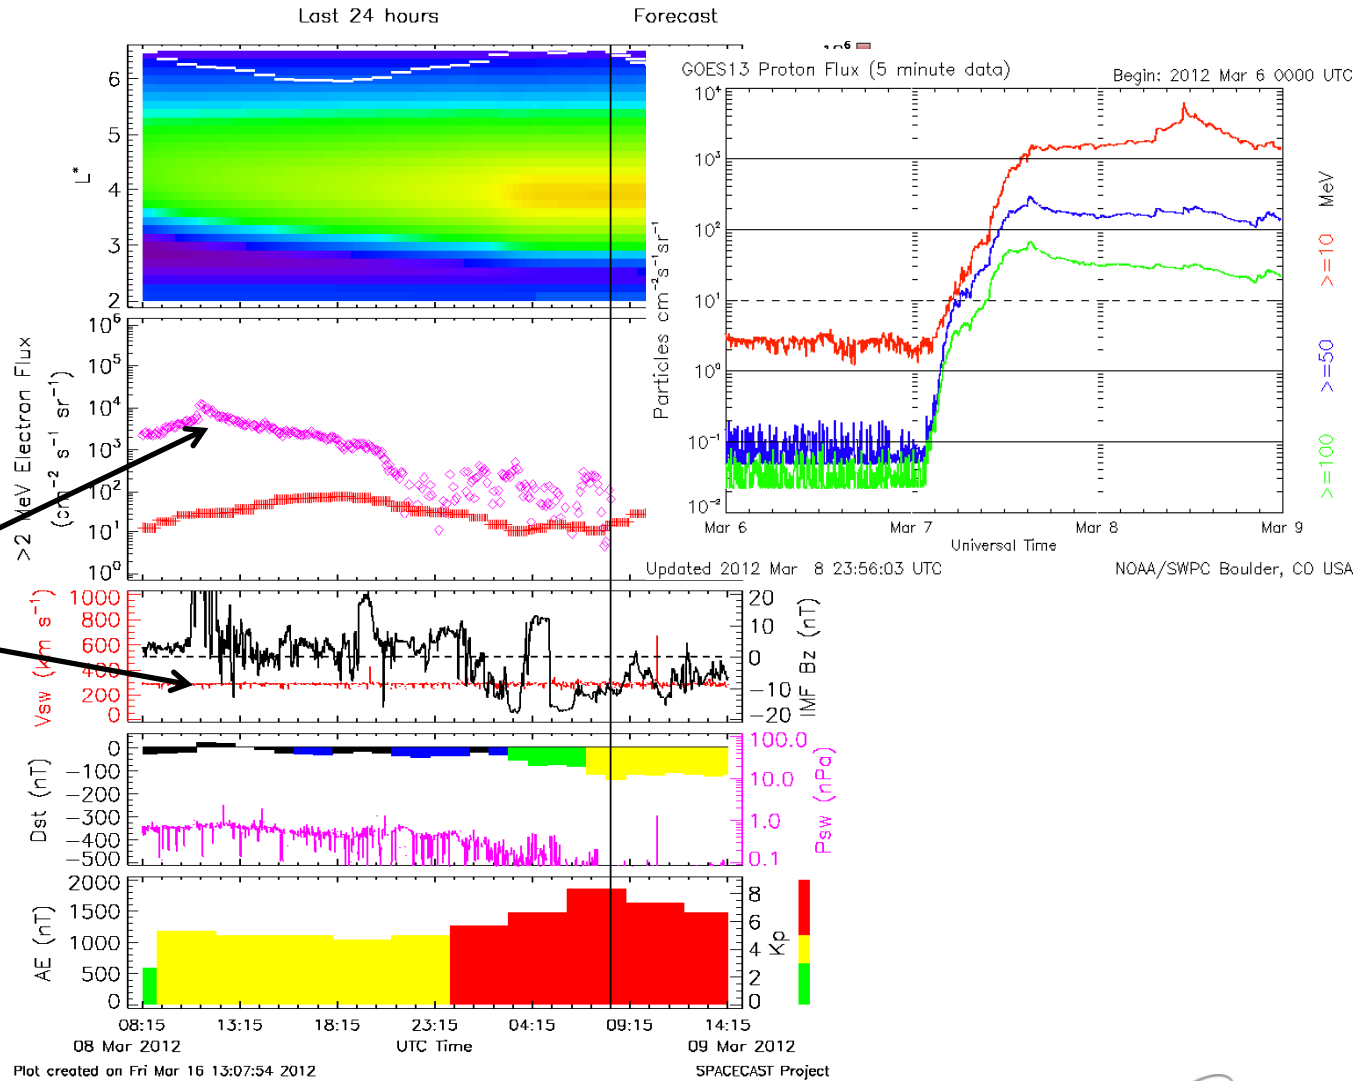 Last 24 hours
Forecast
L*
6
5
4
3
2
10⁶
GOES13 Proton Flux (5 minute data)
Begin: 2012 Mar 6 0000 UTC
Particles cm⁻²s⁻¹sr⁻¹
10⁴
10³
10²
10¹
10⁰
10⁻¹
10⁻²
Mar 6
Mar 7
Mar 8
Mar 9
Universal Time
MeV
>=10
>=50
>=100
Updated 2012 Mar 8 23:56:03 UTC
NOAA/SWPC Boulder, CO USA
cm⁻²s⁻¹sr⁻¹
>2 MeV Electron Flux
(cm⁻² s⁻¹ sr⁻¹)
10⁶
10⁵
10⁴
10³
10²
10¹
10⁰
Vsw (km s⁻¹)
1000
800
600
400
200
0
20
10
0
−10
−20
IMF Bz (nT)
Dst (nT)
0
−100
−200
−300
−400
−500
100.0
10.0
1.0
0.1
Psw (nPa)
AE (nT)
2000
1500
1000
500
0
8
6
4
2
0
Kp
08:15
13:15
18:15
23:15
04:15
09:15
14:15
08 Mar 2012
UTC Time
09 Mar 2012
Plot created on Fri Mar 16 13:07:54 2012
SPACECAST Project